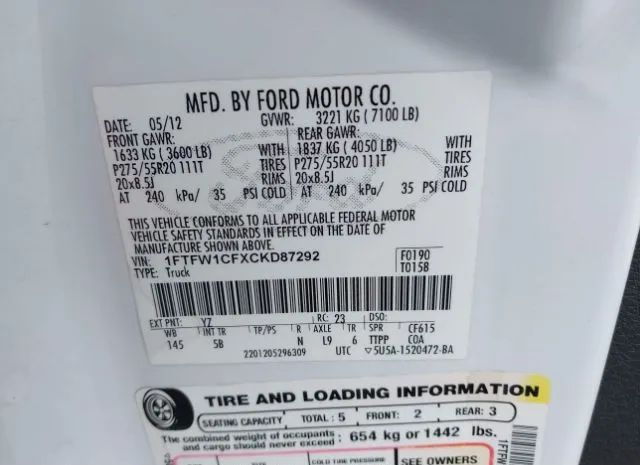 MFD. BY FORD MOTOR CO.
DATE: 05/12 GVWR: 3221 KG ( 7100 LB)
FRONT GAWR: REAR GAWR:
1633 KG ( 3600 LB) WITH 1837 KG ( 4050 LB) WITH
P275/55R20 111T TIRES P275/55R20 111T TIRES
20x8.5J RIMS 20x8.5J RIMS
AT 240 kPa/ 35 PSI COLD AT 240 kPa/ 35 PSI COLD
THIS VEHICLE CONFORMS TO ALL APPLICABLE FEDERAL MOTOR
VEHICLE SAFETY STANDARDS IN EFFECT ON THE DATE OF
MANUFACTURE SHOWN ABOVE.
VIN: 1FTFW1CFXCKD87292 F0190
TYPE: Truck T0158
EXT PNT: YZ RC: 23 DSO:
WB INT TR TP/PS R AXLE TR SPR CF615
145 5B N L9 6 TTPP COA
2201205296309 UTC 5U5A-1520472-BA
TIRE AND LOADING INFORMATION
SEATING CAPACITY TOTAL : 5 FRONT: 2 REAR: 3
The combined weight of occupants
and cargo should never exceed : 654 kg or 1442 lbs.
COLD TIRE PRESSURE SEE OWNERS
1FTFW